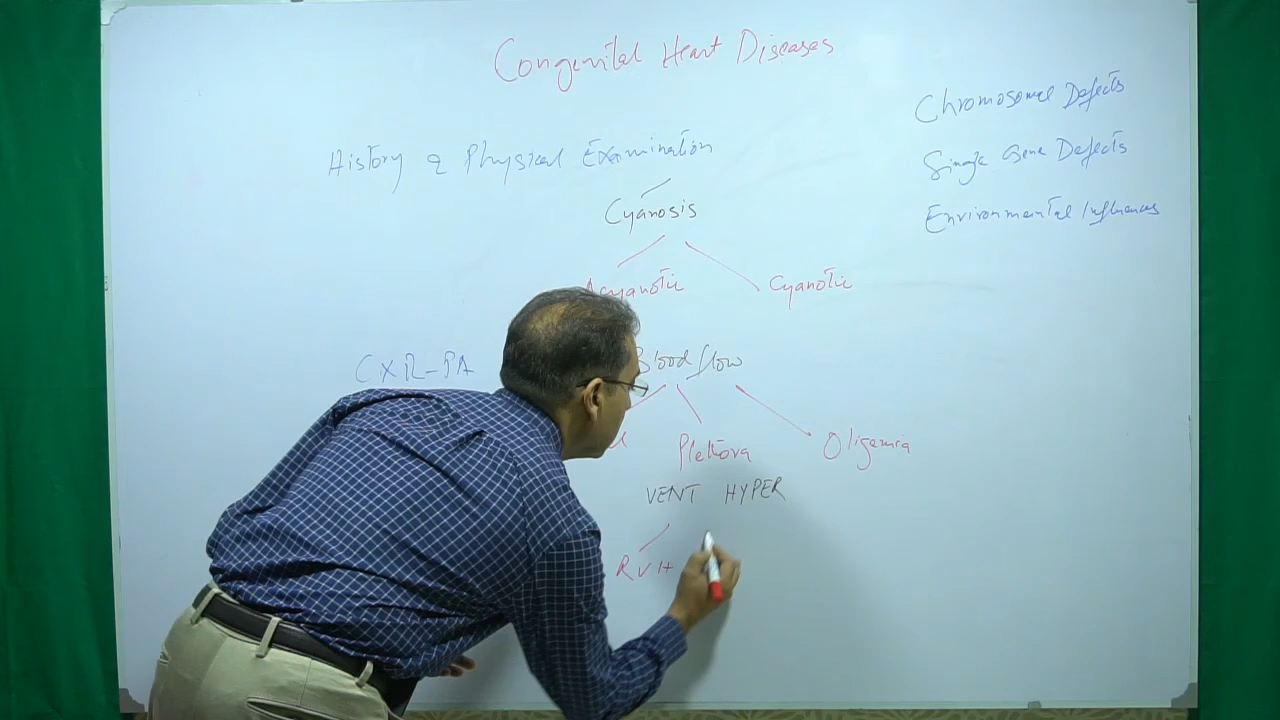 Congenital Heart Diseases
Chromosomal Defects
History & Physical Examination
Single Gene Defects
Cyanosis
Environmental Influences
Acyanotic Cyanotic
CXR-PA Blood flow
Plethora Oligemia
VENT HYPER
RVH